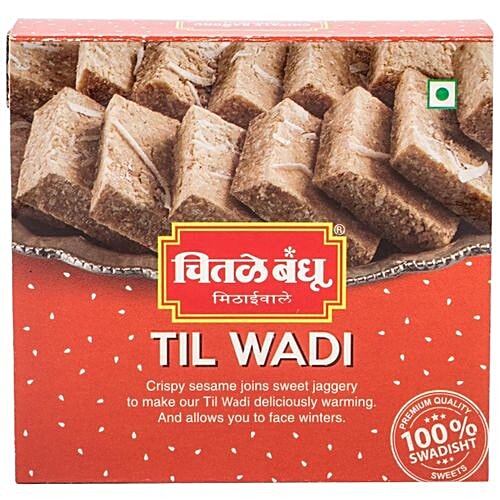 चितळे बंधू®
मिठाईवाले
TIL WADI
Crispy sesame joins sweet jaggery
to make our Til Wadi deliciously warming.
And allows you to face winters.
PREMIUM QUALITY
100%
SWADISHT
SWEETS